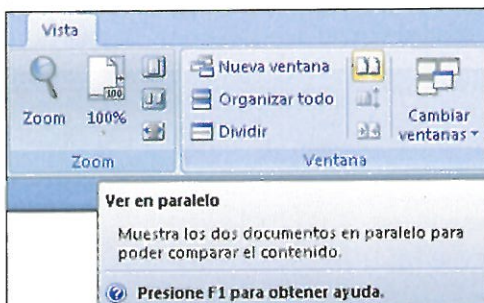 Vista
Nueva ventana
Organizar todo
Dividir
Zoom
100
100%
Cambiar
ventanas
Zoom
Ventana
Ver en paralelo
Muestra los dos documentos en paralelo para
poder comparar el contenido.
Presione F1 para obtener ayuda.